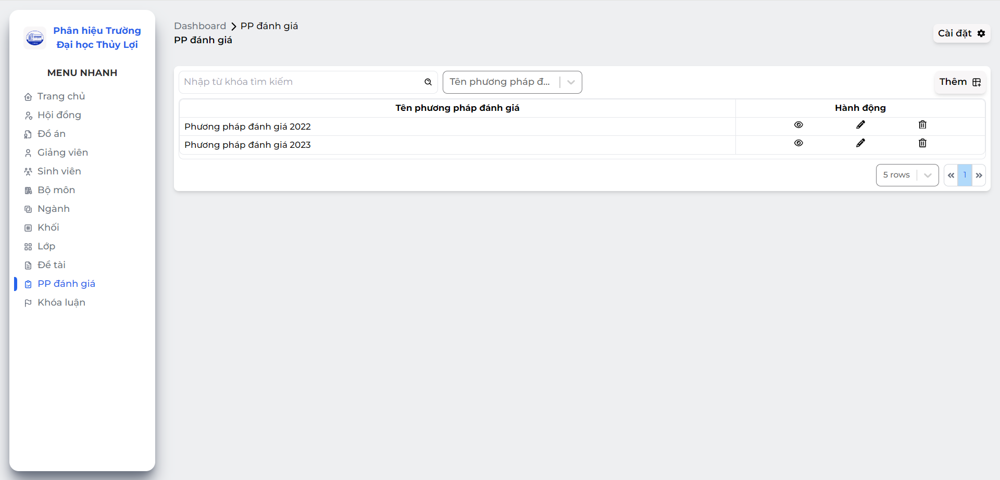 Phân hiệu Trường
Đại học Thủy Lợi
MENU NHANH
Trang chủ
Hội đồng
Đồ án
Giảng viên
Sinh viên
Bộ môn
Ngành
Khối
Lớp
Đề tài
PP đánh giá
Khóa luận
Dashboard PP đánh giá
PP đánh giá
Cài đặt
Nhập từ khóa tìm kiếm
Tên phương pháp đ...
Thêm
Tên phương pháp đánh giá Hành động
Phương pháp đánh giá 2022
Phương pháp đánh giá 2023
5 rows « 1 »